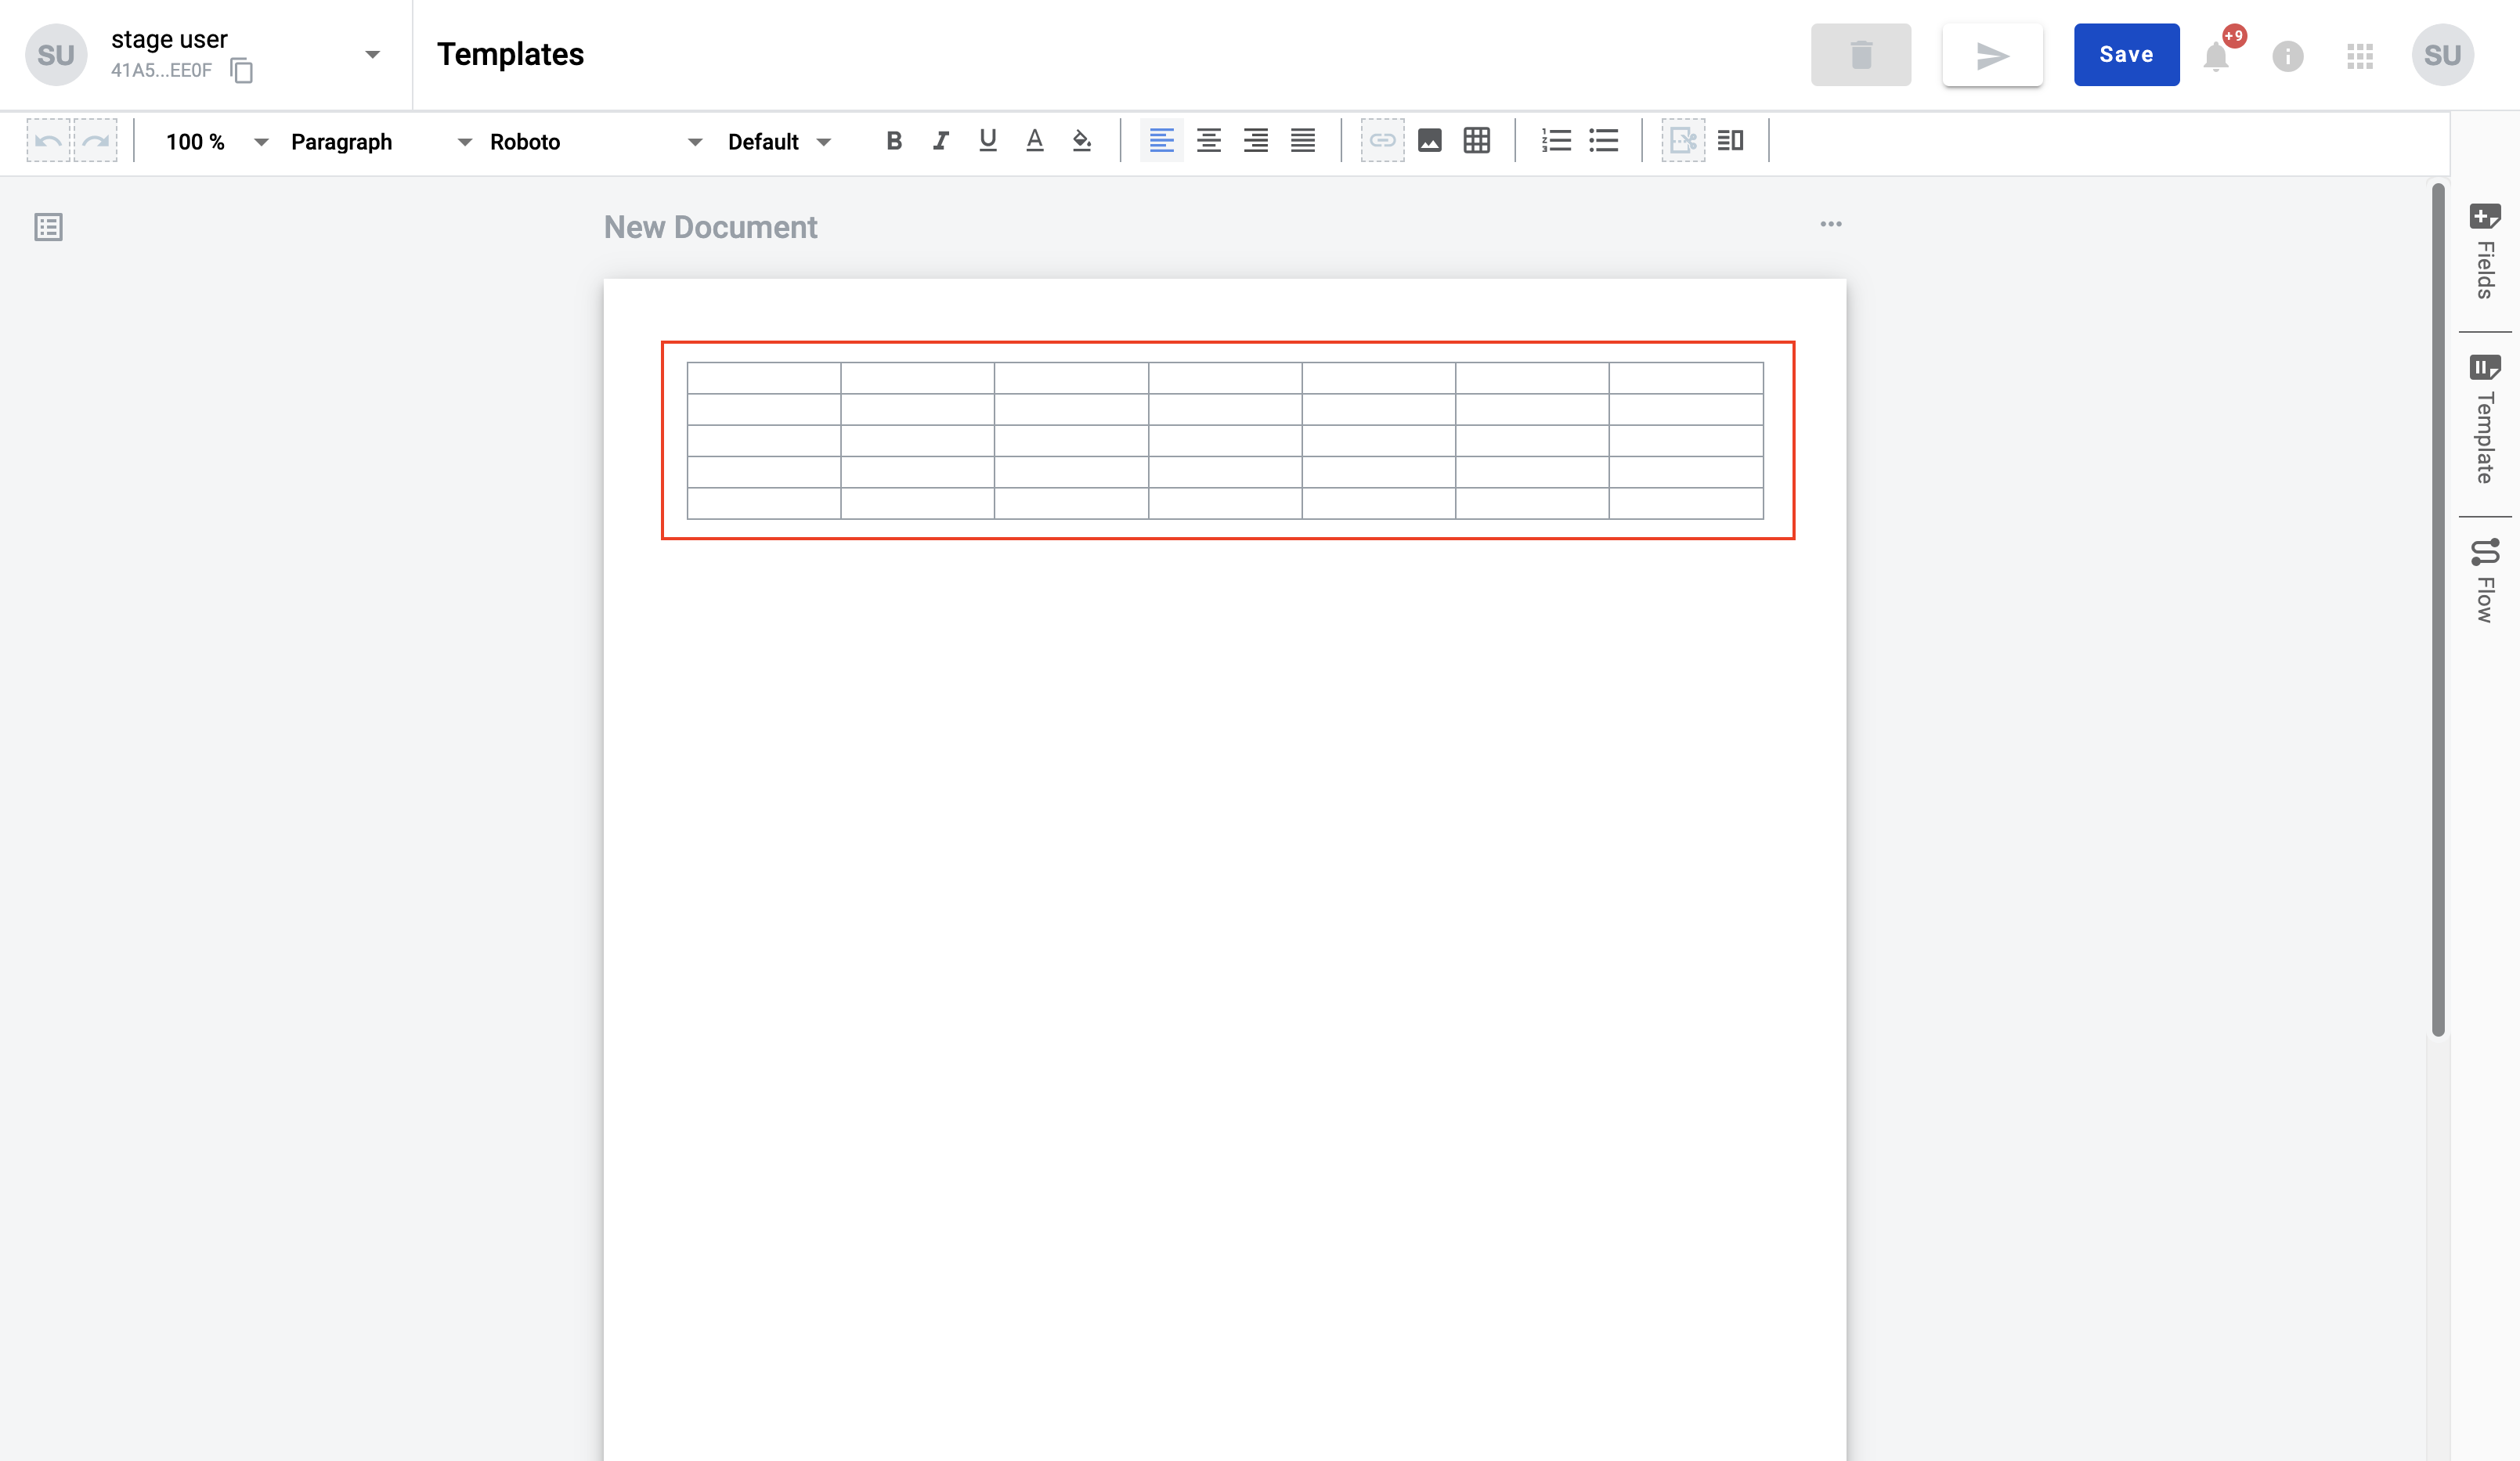 SU
stage user
41A5...EE0F
Templates
Save
+9
SU
100 %
Paragraph
Roboto
Default
New Document
Fields
Template
Flow